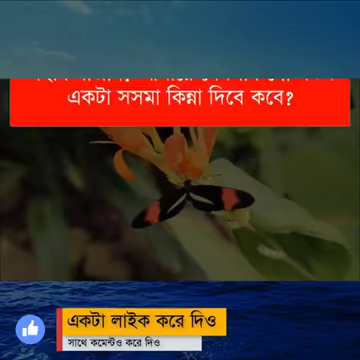 একটা সসমা কিন্না দিবে কবে?
একটা লাইক করে দিও
সাথে কমেন্টও করে দিও